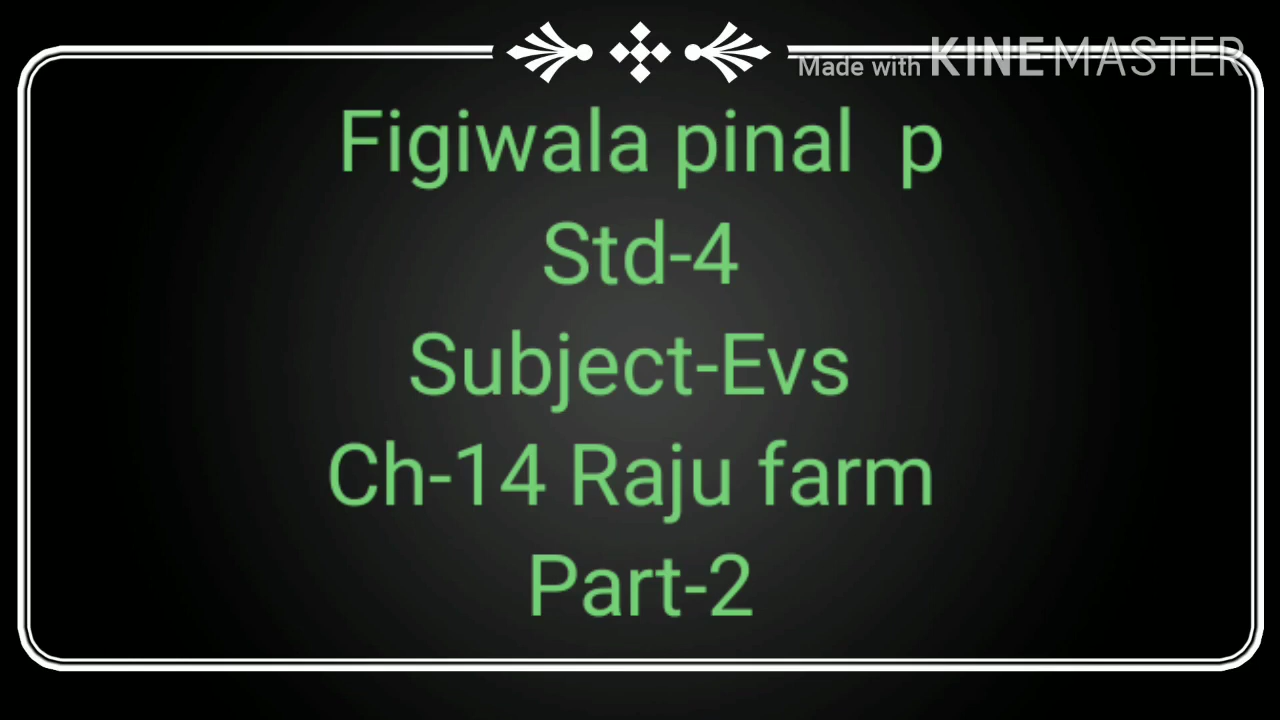 Made with KINEMASTER
Figiwala pinal p
Std-4
Subject-Evs
Ch-14 Raju farm
Part-2